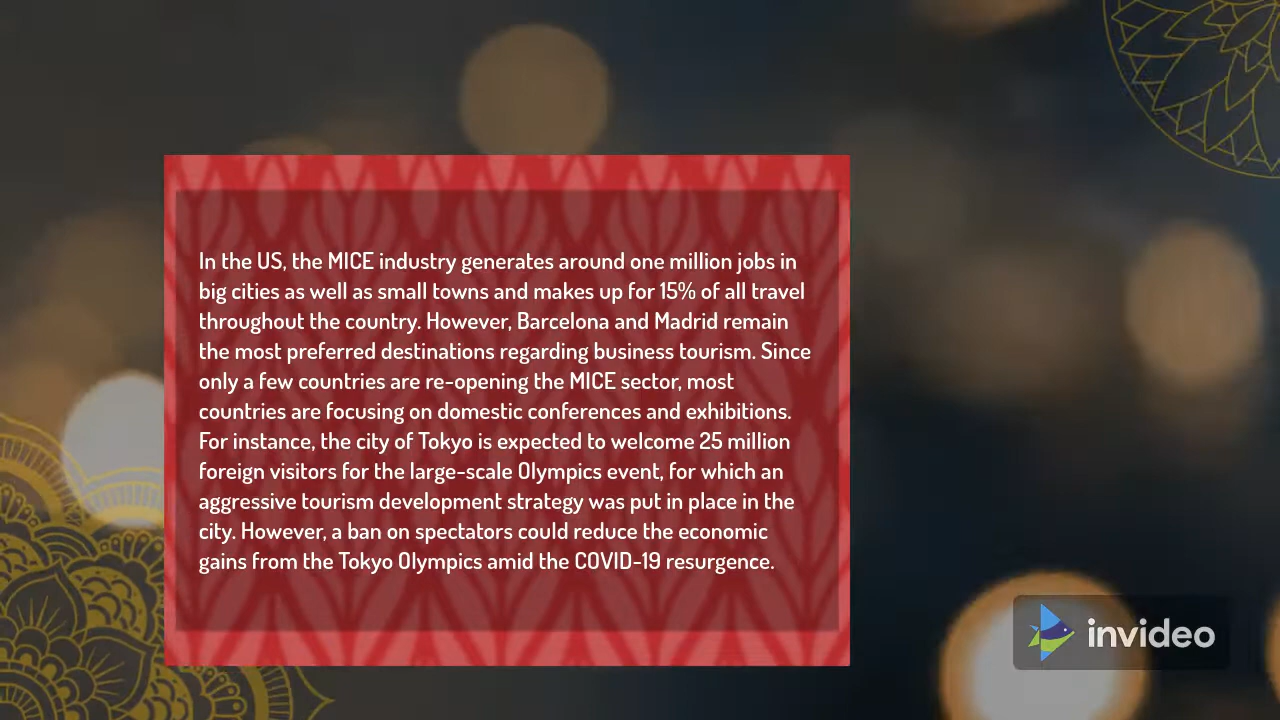 In the US, the MICE industry generates around one million jobs in
big cities as well as small towns and makes up for 15% of all travel
throughout the country. However, Barcelona and Madrid remain
the most preferred destinations regarding business tourism. Since
only a few countries are re-opening the MICE sector, most
countries are focusing on domestic conferences and exhibitions.
For instance, the city of Tokyo is expected to welcome 25 million
foreign visitors for the large-scale Olympics event, for which an
aggressive tourism development strategy was put in place in the
city. However, a ban on spectators could reduce the economic
gains from the Tokyo Olympics amid the COVID-19 resurgence.
invideo